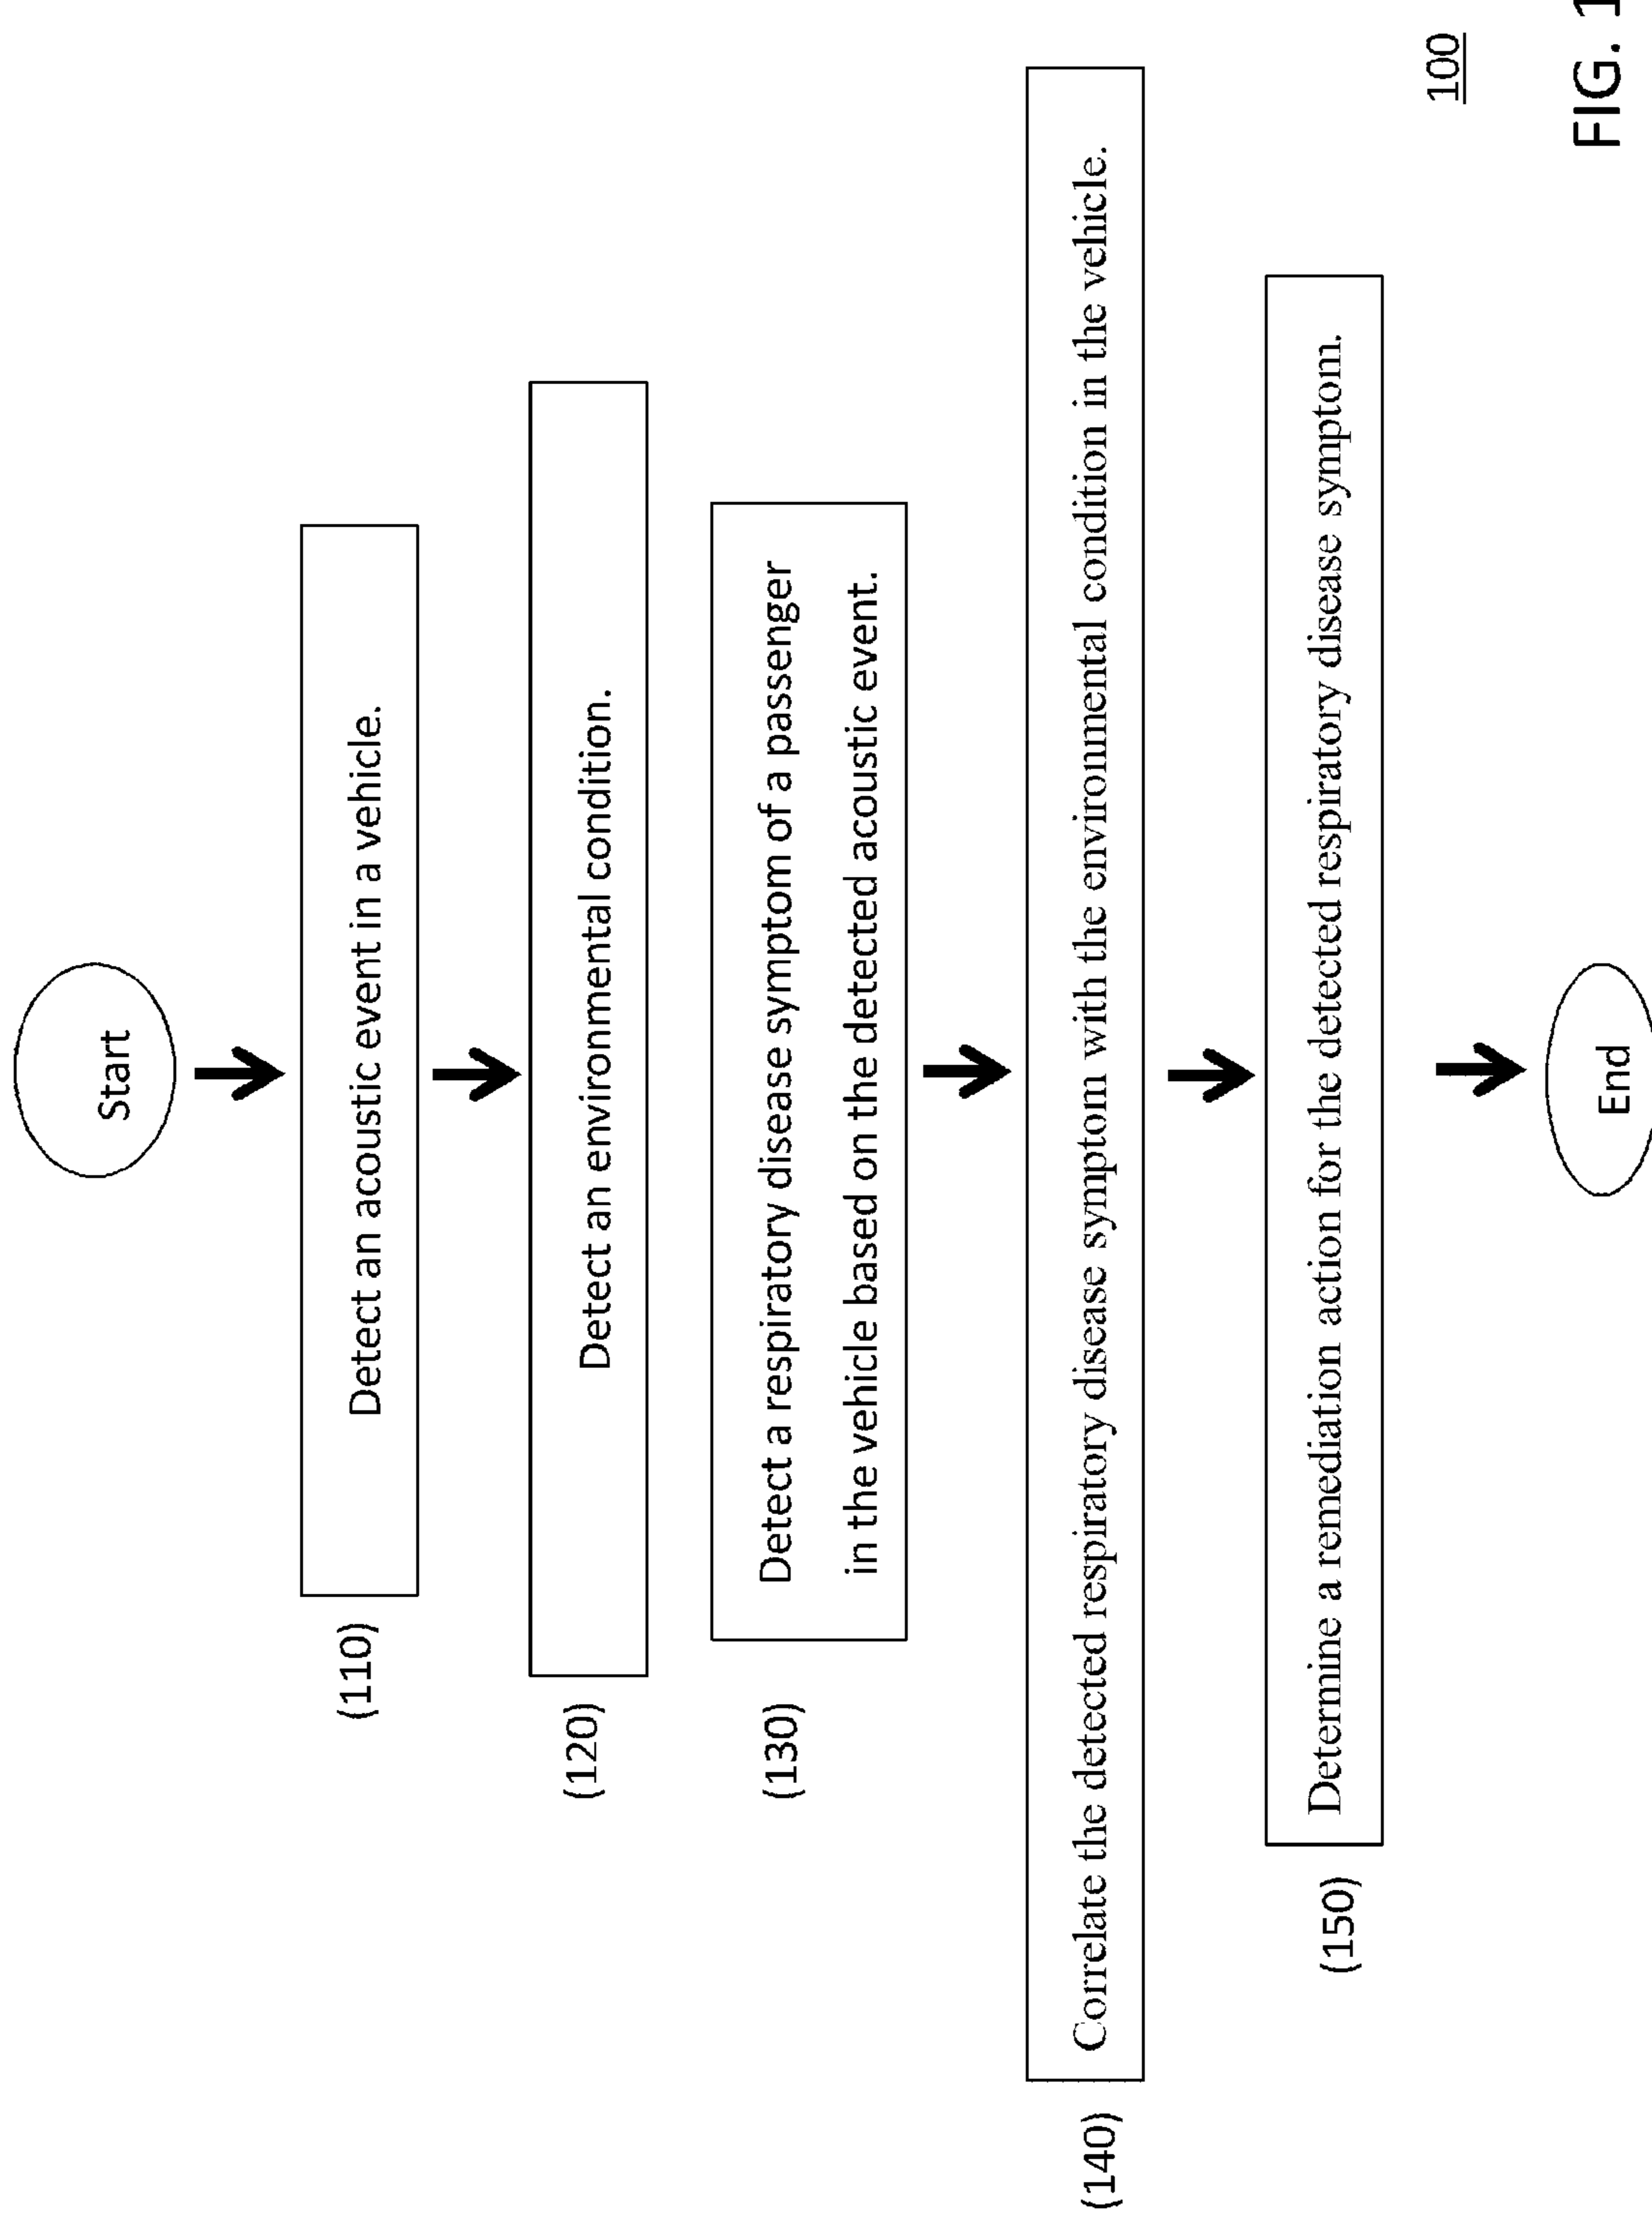 Start
(110)
Detect an acoustic event in a vehicle.
(120)
Detect an environmental condition.
(130)
Detect a respiratory disease symptom of a passenger
in the vehicle based on the detected acoustic event.
(140)
Correlate the detected respiratory disease symptom with the environmental condition in the vehicle.
(150)
Determine a remediation action for the detected respiratory disease symptom.
End
100
FIG. 1